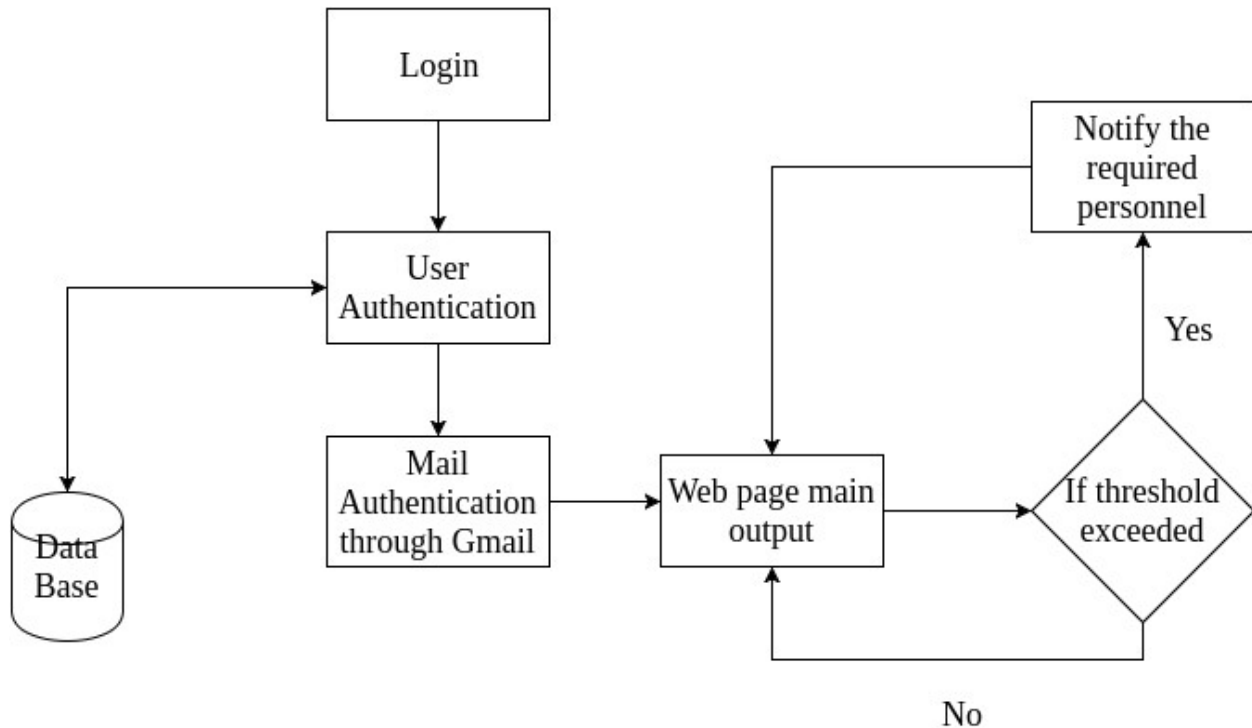 Login
User
Authentication
Mail
Authentication
through Gmail
Data
Base
Web page main
output
If threshold
exceeded
Yes
Notify the
required
personnel
No